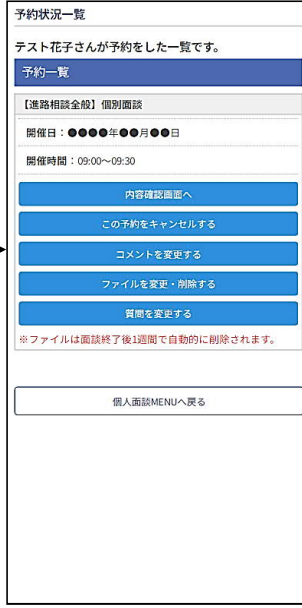 予約状況一覧
テスト花子さんが予約をした一覧です。
予約一覧
【進路相談全般】個別面談
開催日：●●●●年●●月●●日
開催時間：09:00～09:30
内容確認画面へ
この予約をキャンセルする
コメントを変更する
ファイルを変更・削除する
質問を変更する
※ファイルは面談終了後1週間で自動的に削除されます。
個人面談MENUへ戻る